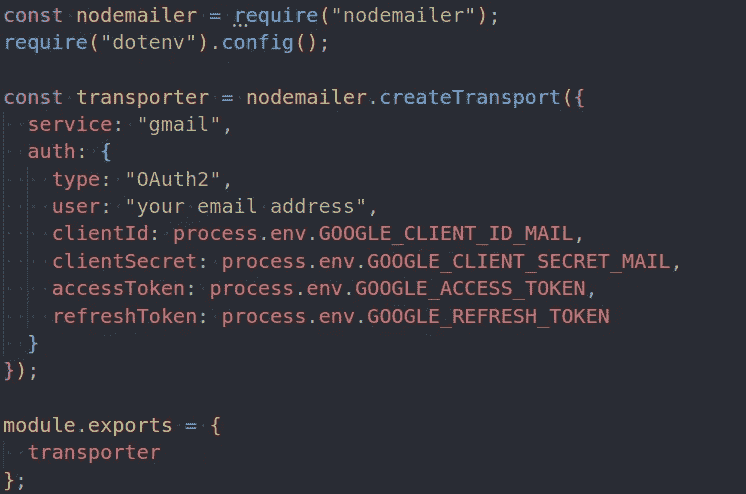 const nodemailer = require("nodemailer");
require("dotenv").config();
const transporter = nodemailer.createTransport({
  service: "gmail",
  auth: {
    type: "OAuth2",
    user: "your email address",
    clientId: process.env.GOOGLE_CLIENT_ID_MAIL,
    clientSecret: process.env.GOOGLE_CLIENT_SECRET_MAIL,
    accessToken: process.env.GOOGLE_ACCESS_TOKEN,
    refreshToken: process.env.GOOGLE_REFRESH_TOKEN
  }
});
module.exports = {
  transporter
};